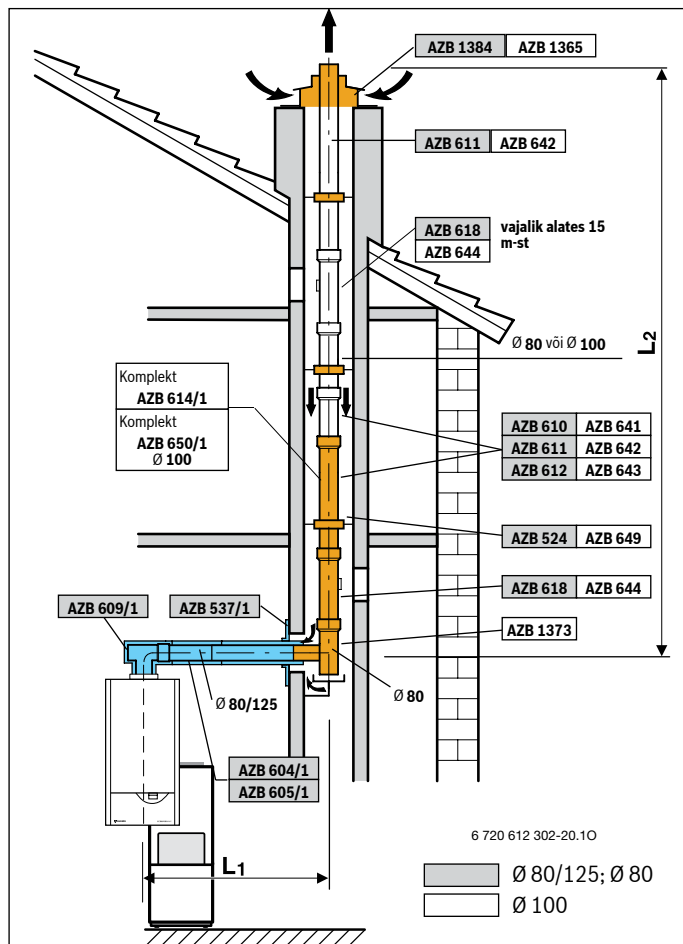 AZB 1384 AZB 1365
AZB 611 AZB 642
AZB 618 vajalik alates 15
m-st
AZB 644
L2
Ø 80 või Ø 100
Komplekt
AZB 614/1
Komplekt
AZB 650/1
Ø 100
AZB 610 AZB 641
AZB 611 AZB 642
AZB 612 AZB 643
AZB 524 AZB 649
AZB 618 AZB 644
AZB 609/1 AZB 537/1
AZB 1373
Ø 80/125
Ø 80
AZB 604/1
AZB 605/1
6 720 612 302-20.1O
L1
Ø 80/125; Ø 80
Ø 100